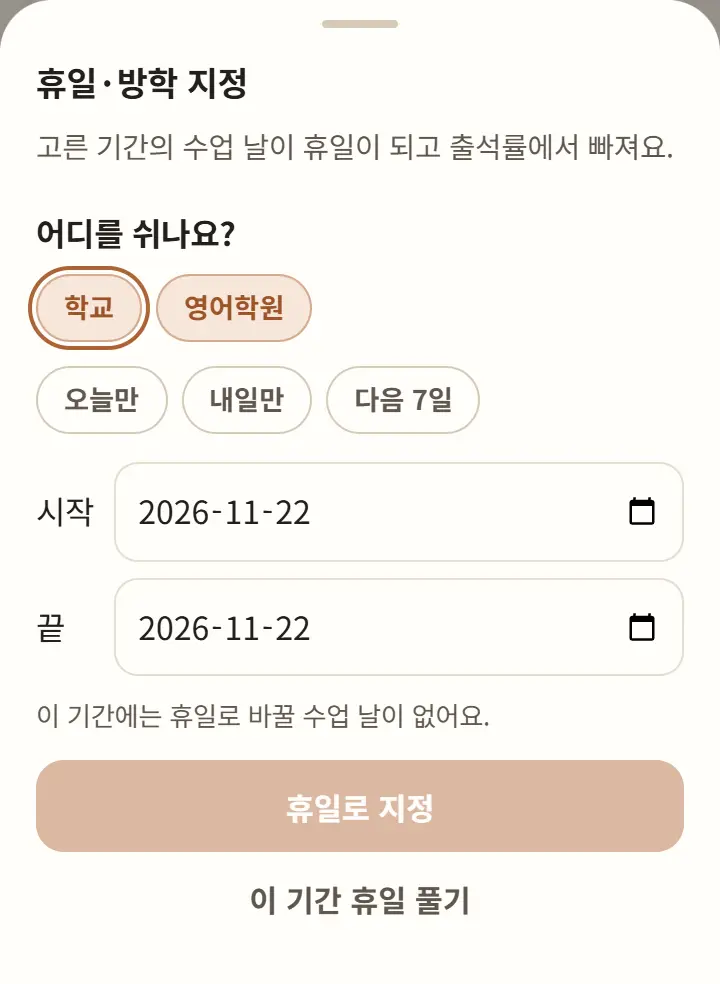 휴일·방학 지정
고른 기간의 수업 날이 휴일이 되고 출석률에서 빠져요.
어디를 쉬나요?
학교 영어학원
오늘만 내일만 다음 7일
시작 2026-11-22
끝 2026-11-22
이 기간에는 휴일로 바꿀 수업 날이 없어요.
휴일로 지정
이 기간 휴일 풀기